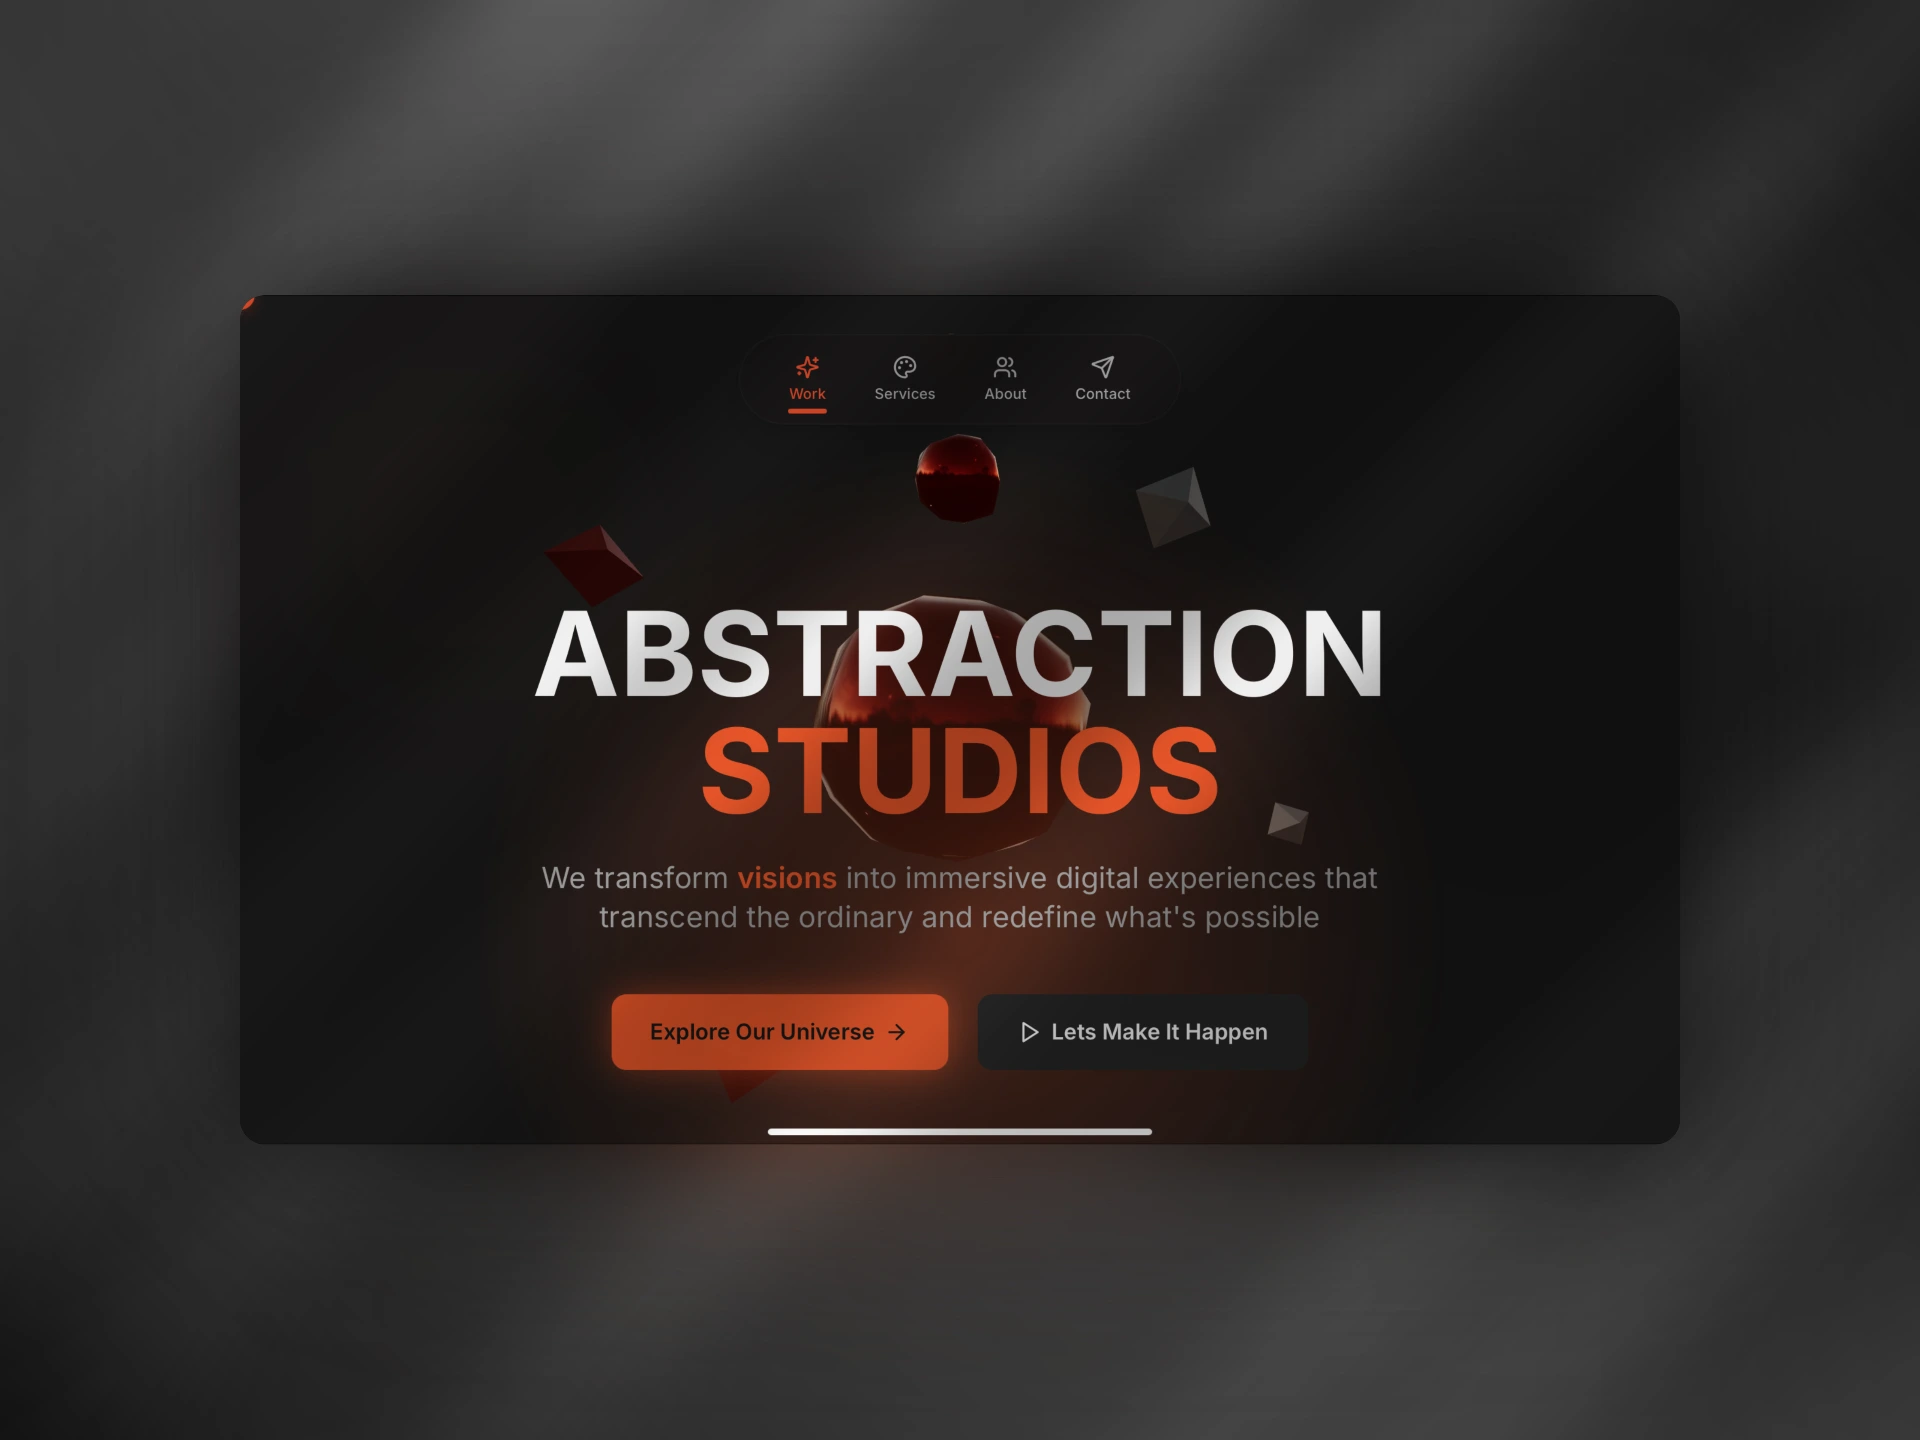 Work
Services
About
Contact
ABSTRACTION
STUDIOS
We transform visions into immersive digital experiences that
transcend the ordinary and redefine what's possible
Explore Our Universe
Lets Make It Happen